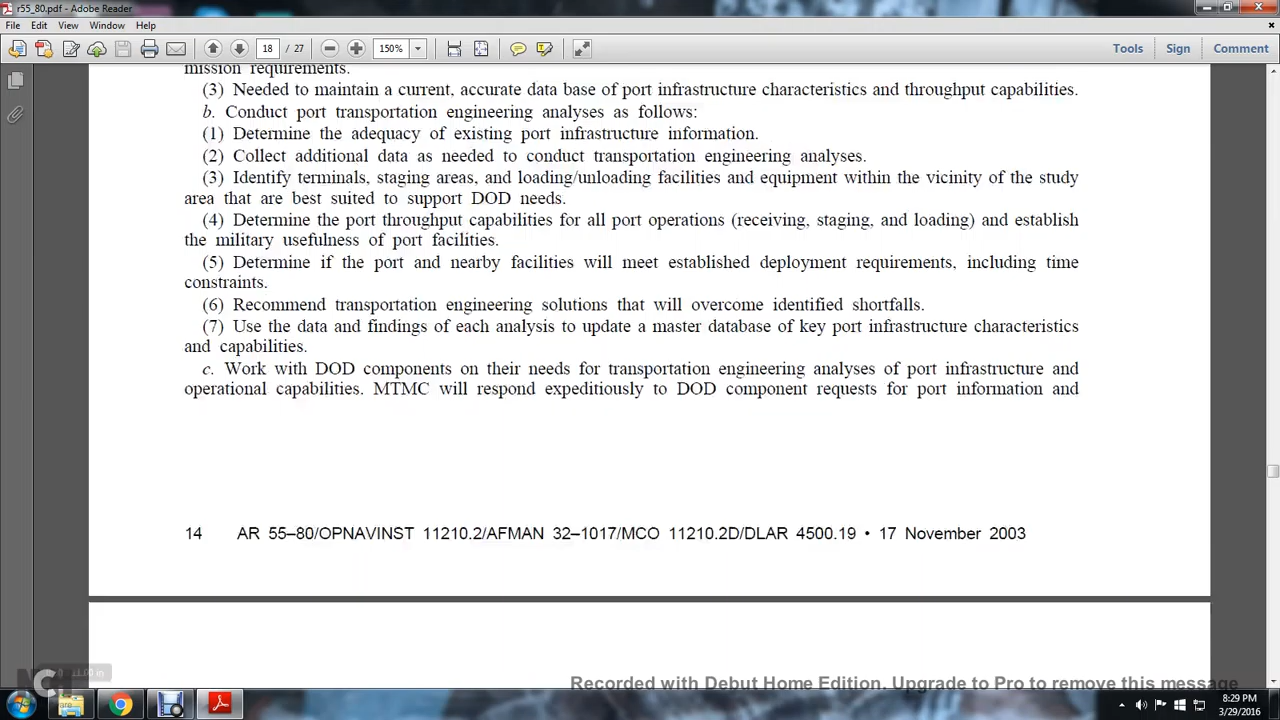 r55_80.pdf - Adobe Reader
File Edit View Window Help
18 / 27 150% Tools Sign Comment
mission requirements.
(3) Needed to maintain a current, accurate data base of port infrastructure characteristics and throughput capabilities.
b. Conduct port transportation engineering analyses as follows:
(1) Determine the adequacy of existing port infrastructure information.
(2) Collect additional data as needed to conduct transportation engineering analyses.
(3) Identify terminals, staging areas, and loading/unloading facilities and equipment within the vicinity of the study
area that are best suited to support DOD needs.
(4) Determine the port throughput capabilities for all port operations (receiving, staging, and loading) and establish
the military usefulness of port facilities.
(5) Determine if the port and nearby facilities will meet established deployment requirements, including time
constraints.
(6) Recommend transportation engineering solutions that will overcome identified shortfalls.
(7) Use the data and findings of each analysis to update a master database of key port infrastructure characteristics
and capabilities.
c. Work with DOD components on their needs for transportation engineering analyses of port infrastructure and
operational capabilities. MTMC will respond expeditiously to DOD component requests for port information and
14 AR 55–80/OPNAVINST 11210.2/AFMAN 32–1017/MCO 11210.2D/DLAR 4500.19 • 17 November 2003
Recorded with Debut Home Edition. Upgrade to Pro to remove this message
8:29 PM
3/29/2016